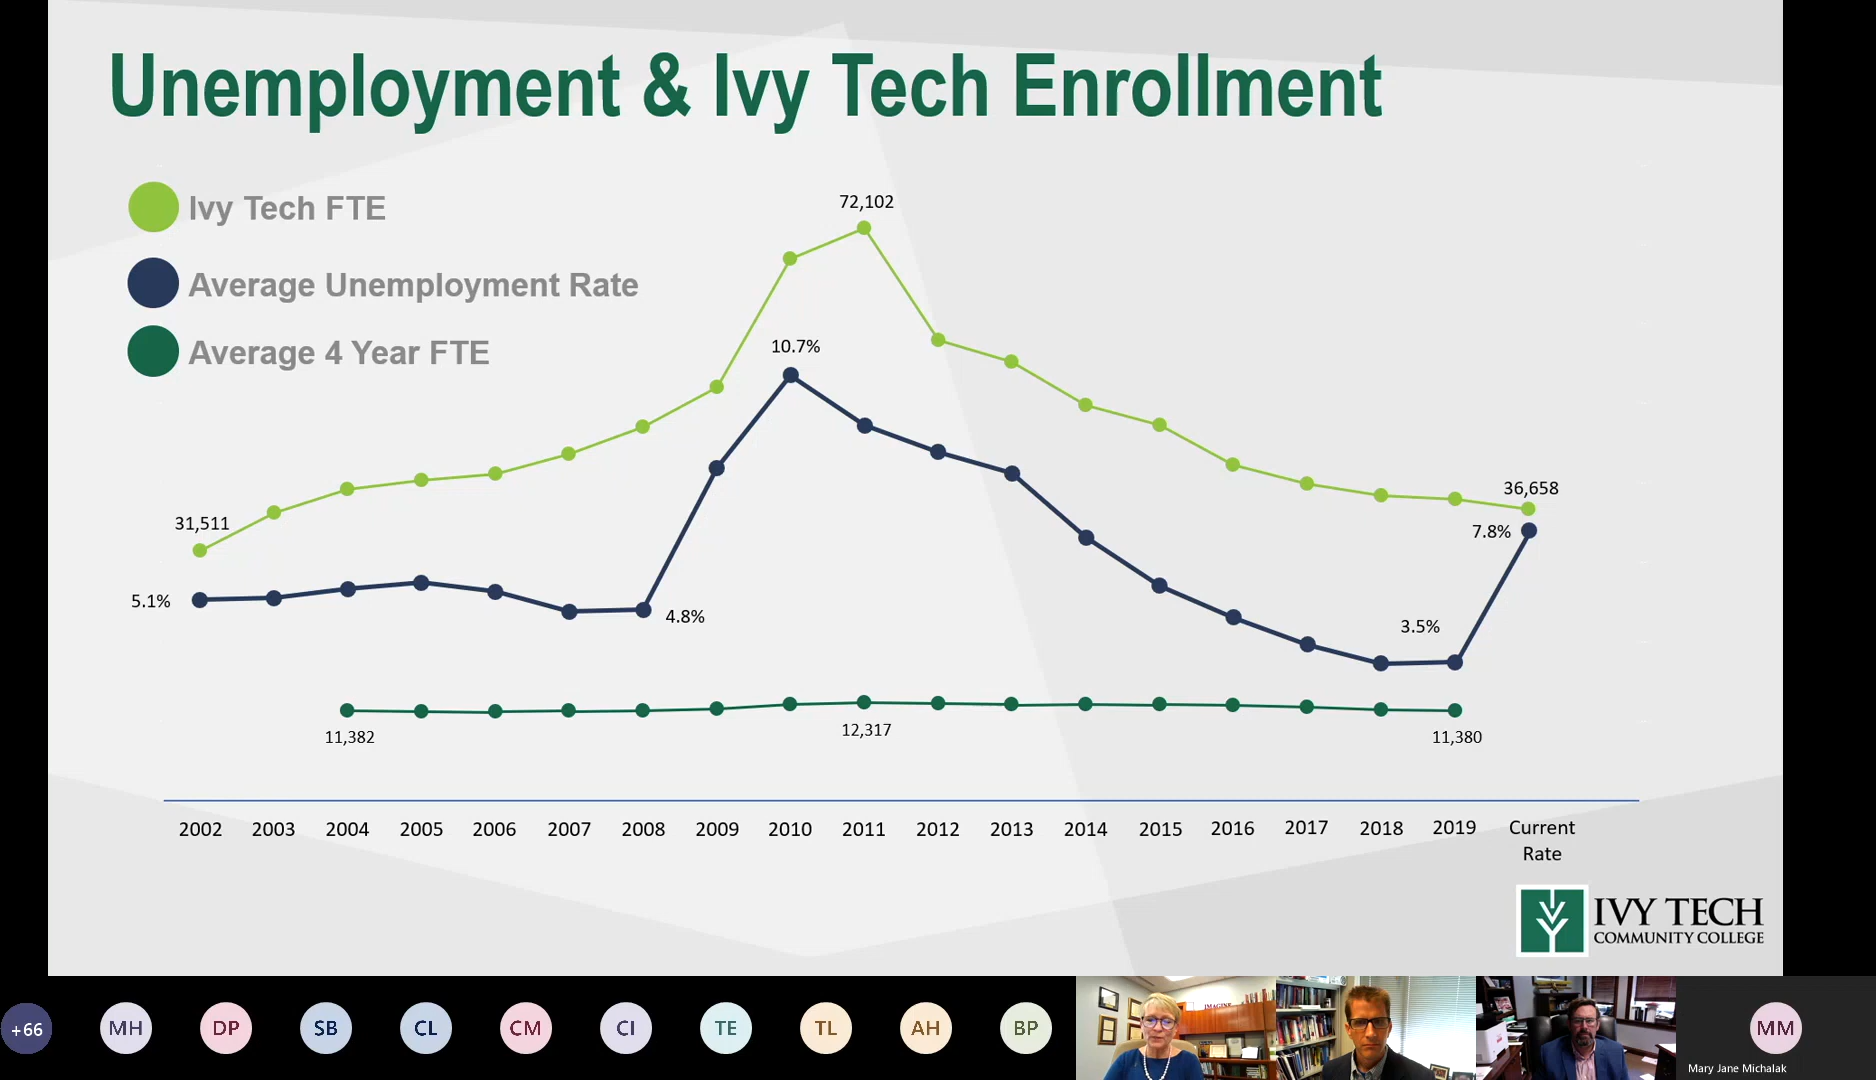 Unemployment & Ivy Tech Enrollment
Ivy Tech FTE
Average Unemployment Rate
Average 4 Year FTE
72,102
10.7%
31,511
36,658
7.8%
5.1%
4.8%
3.5%
11,382
12,317
11,380
2002 2003 2004 2005 2006 2007 2008 2009 2010 2011 2012 2013 2014 2015 2016 2017 2018 2019 Current
Rate
IVY TECH
COMMUNITY COLLEGE
+66 MH DP SB CL CM CI TE TL AH BP MM
IMAGINE
Mary Jane Michalak